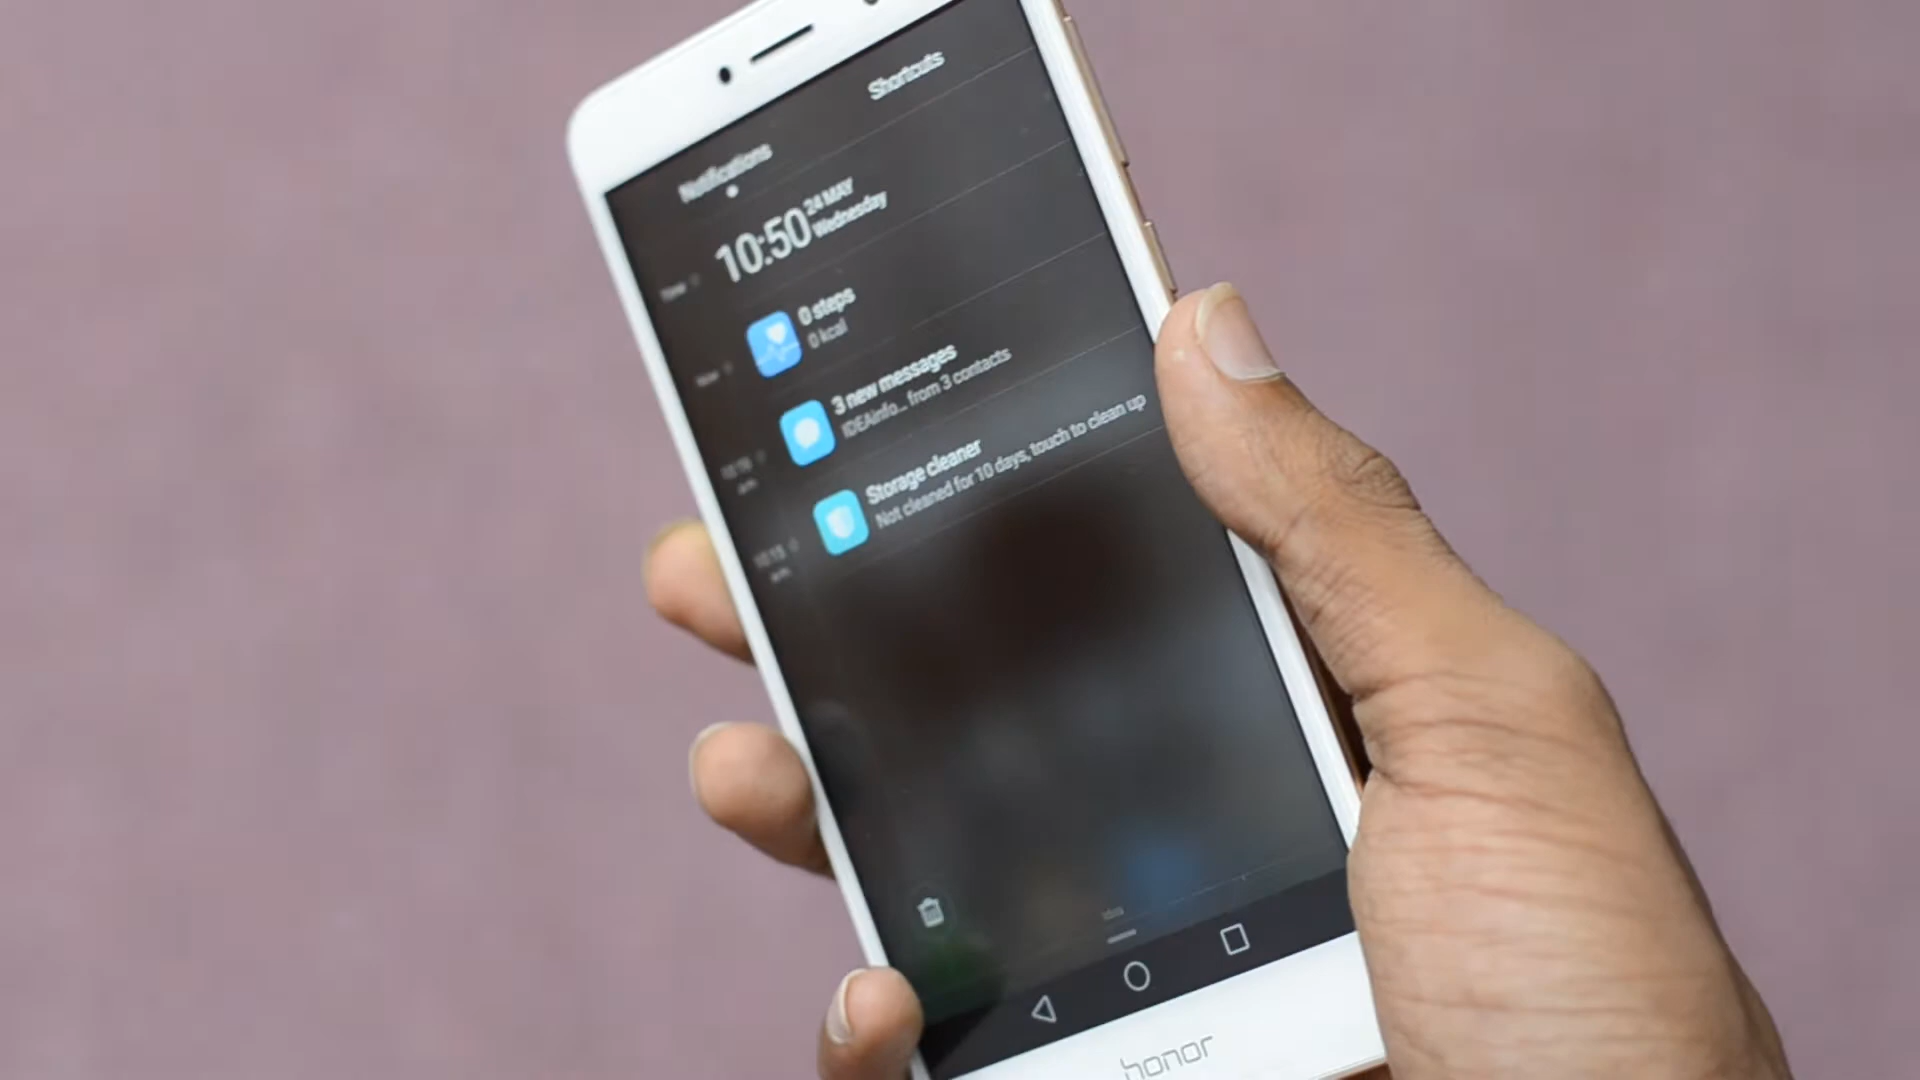 Shortcuts
Notifications
10:50
24 MAY
Wednesday
0 steps
0 kcal
3 new messages
IDEAinfo... from 3 contacts
Storage cleaner
Not cleaned for 10 days, touch to clean up
honor